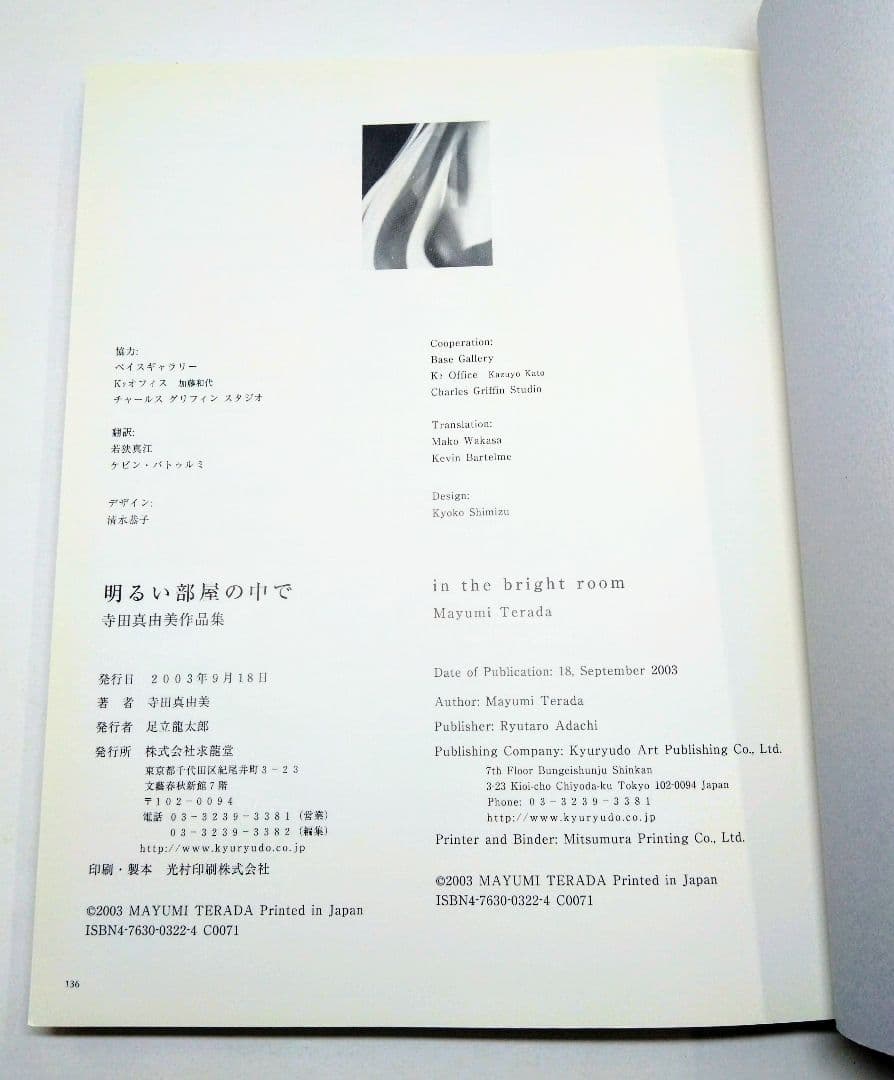 協力:
ベイスギャラリー
K2オフィス 加藤和代
チャールス グリフィン スタジオ
翻訳:
若狭真江
ケビン・バトゥルミ
デザイン:
清水恭子
明るい部屋の中で
寺田真由美作品集
発行日 2003年9月18日
著 者 寺田真由美
発行者 足立龍太郎
発行所 株式会社求龍堂
東京都千代田区紀尾井町3-23
文藝春秋新館7階
〒102-0094
電話 03-3239-3381 (営業)
03-3239-3382 (編集)
http://www.kyuryudo.co.jp
印刷・製本 光村印刷株式会社
©2003 MAYUMI TERADA Printed in Japan
ISBN4-7630-0322-4 C0071
Cooperation:
Base Gallery
K2 Office Kazuyo Kato
Charles Griffin Studio
Translation:
Mako Wakasa
Kevin Bartelme
Design:
Kyoko Shimizu
in the bright room
Mayumi Terada
Date of Publication: 18, September 2003
Author: Mayumi Terada
Publisher: Ryutaro Adachi
Publishing Company: Kyuryudo Art Publishing Co., Ltd.
7th Floor Bungeishunju Shinkan
3-23 Kioi-cho Chiyoda-ku Tokyo 102-0094 Japan
Phone: 03-3239-3381
http://www.kyuryudo.co.jp
Printer and Binder: Mitsumura Printing Co., Ltd.
©2003 MAYUMI TERADA Printed in Japan
ISBN4-7630-0322-4 C0071
136